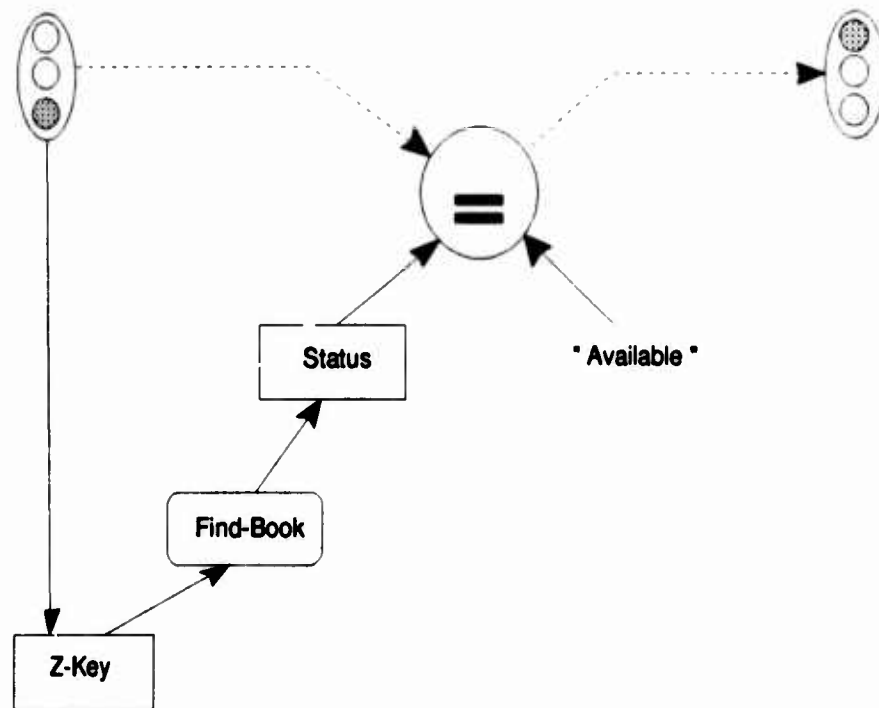 =
Status
" Available "
Find-Book
Z-Key